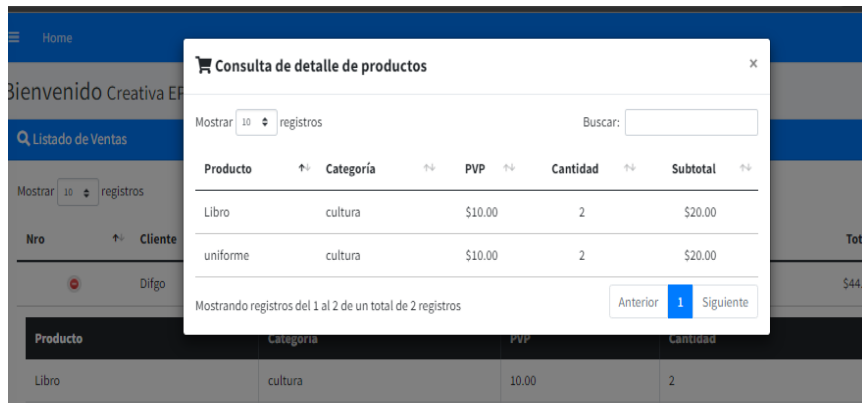 Home
Bienvenido Creativa EF
Listado de Ventas
Mostrar 10 registros
Nro Cliente Tot
Difgo $44.
Consulta de detalle de productos ×
Mostrar 10 registros Buscar:
Producto Categoría PVP Cantidad Subtotal
Libro cultura $10.00 2 $20.00
uniforme cultura $10.00 2 $20.00
Mostrando registros del 1 al 2 de un total de 2 registros Anterior 1 Siguiente
Producto Categoría PVP Cantidad
Libro cultura 10.00 2